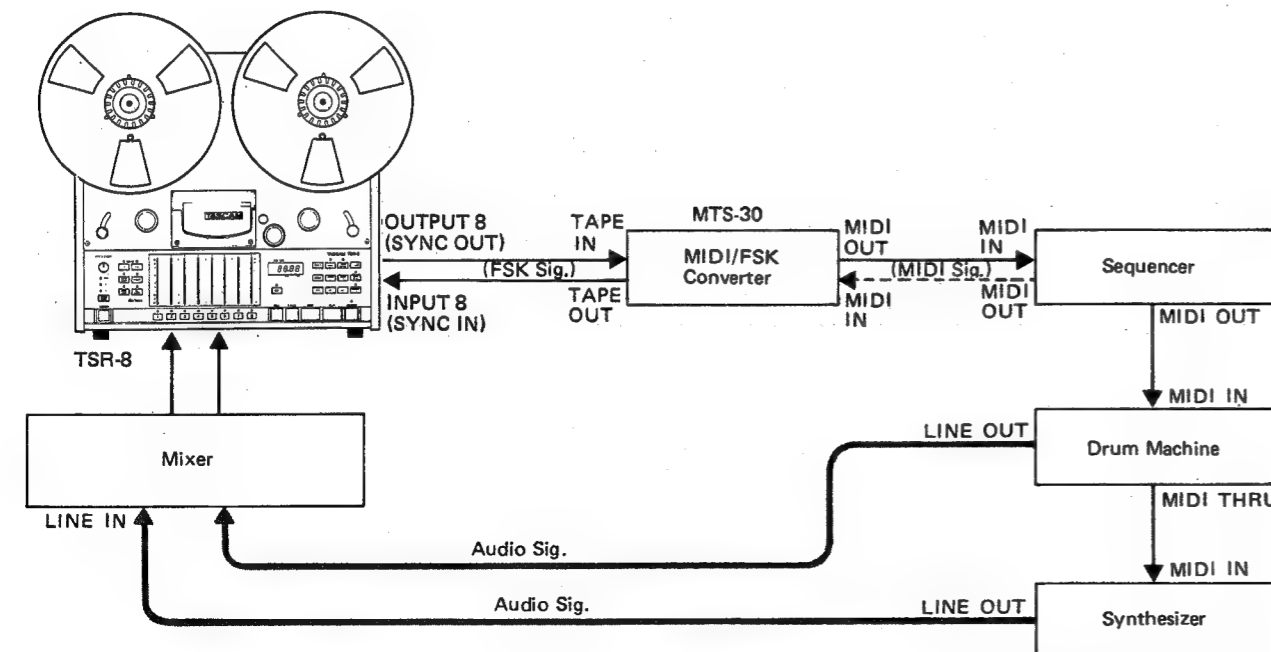 OUTPUT 8
(SYNC OUT)
TAPE
IN
MTS-30
MIDI/FSK
Converter
MIDI
OUT
MIDI
IN
Sequencer
(FSK Sig.)
(MIDI Sig.)
INPUT 8
(SYNC IN)
TAPE
OUT
MIDI
IN
MIDI
OUT
MIDI OUT
TSR-8
MIDI IN
Mixer
LINE OUT
Drum Machine
LINE IN
MIDI THRU
Audio Sig.
MIDI IN
Audio Sig.
LINE OUT
Synthesizer